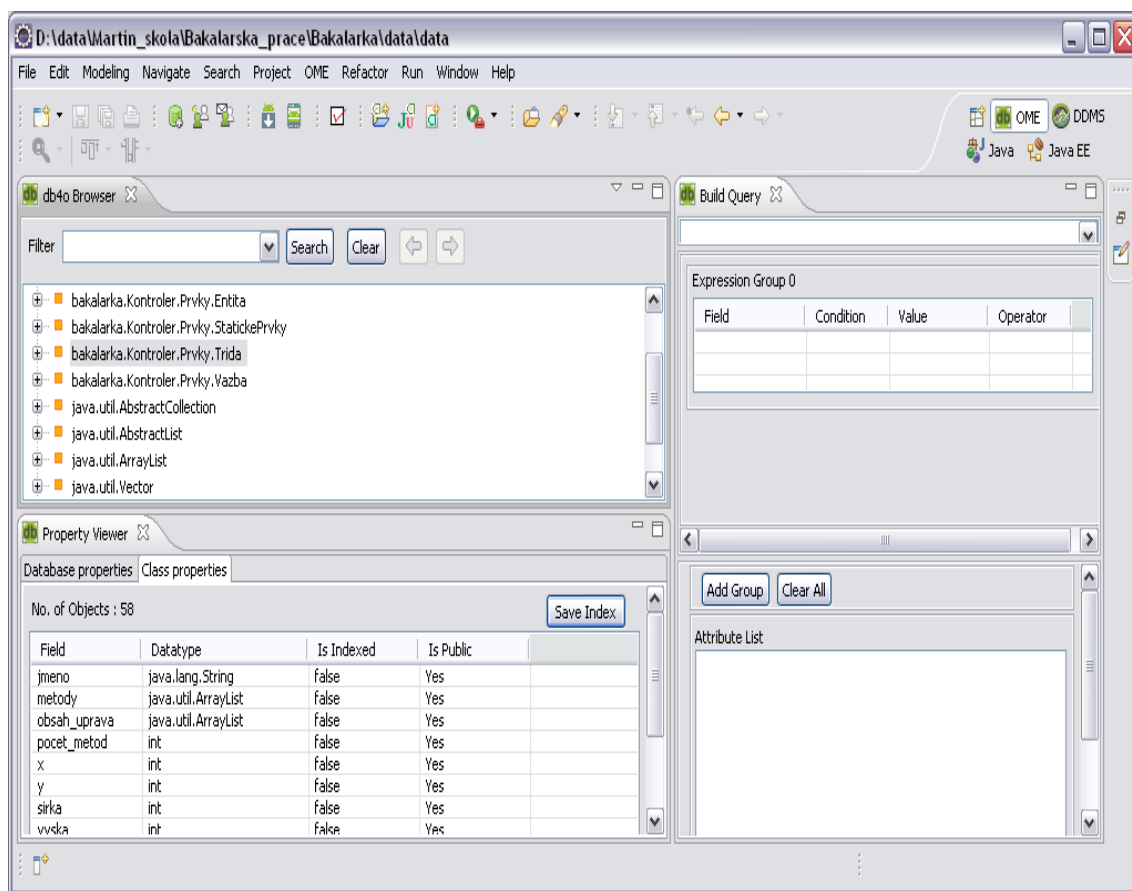 D:\data\Martin_skola\Bakalarska_prace\Bakalarka\data\data
File Edit Modeling Navigate Search Project OME Refactor Run Window Help
OME DDMS
Java Java EE
db4o Browser
Filter Search Clear
bakalarka.Kontroler.Prvky.Entita
bakalarka.Kontroler.Prvky.StatickePrvky
bakalarka.Kontroler.Prvky.Trida
bakalarka.Kontroler.Prvky.Vazba
java.util.AbstractCollection
java.util.AbstractList
java.util.ArrayList
java.util.Vector
Build Query
Expression Group 0
Field Condition Value Operator
Property Viewer
Database properties Class properties
No. of Objects : 58 Save Index
Field Datatype Is Indexed Is Public
jmeno java.lang.String false Yes
metody java.util.ArrayList false Yes
obsah_uprava java.util.ArrayList false Yes
pocet_metod int false Yes
x int false Yes
y int false Yes
sirka int false Yes
vyska int false Yes
Add Group Clear All
Attribute List